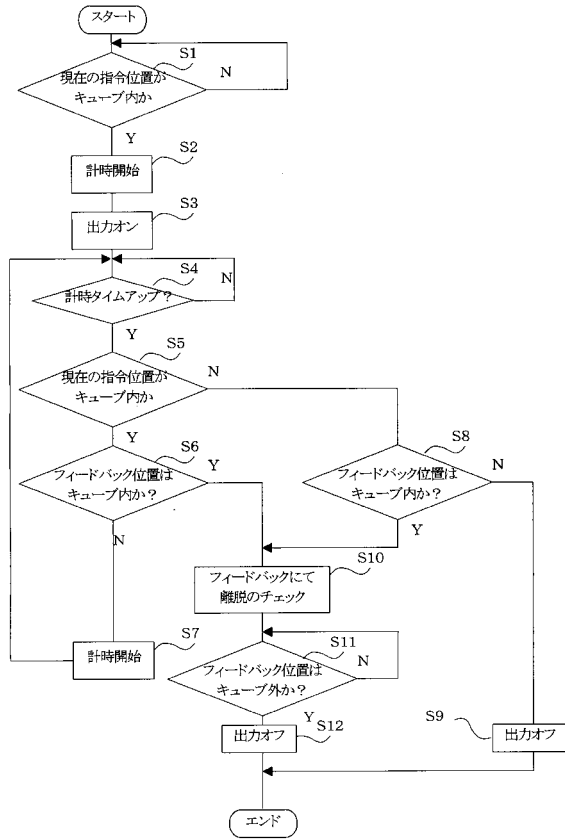 スタート
S1
現在の指令位置が
キューブ内か
N
Y
S2
計時開始
S3
出力オン
S4
N
計時タイムアップ？
Y
S5
現在の指令位置が
キューブ内か
N
Y
S6
フィードバック位置は
キューブ内か？
Y
N
S8
フィードバック位置は
キューブ内か？
N
Y
S10
フィードバックにて
離脱のチェック
S7
計時開始
S11
フィードバック位置は
キューブ外か？
N
Y
S12
出力オフ
S9
出力オフ
エンド